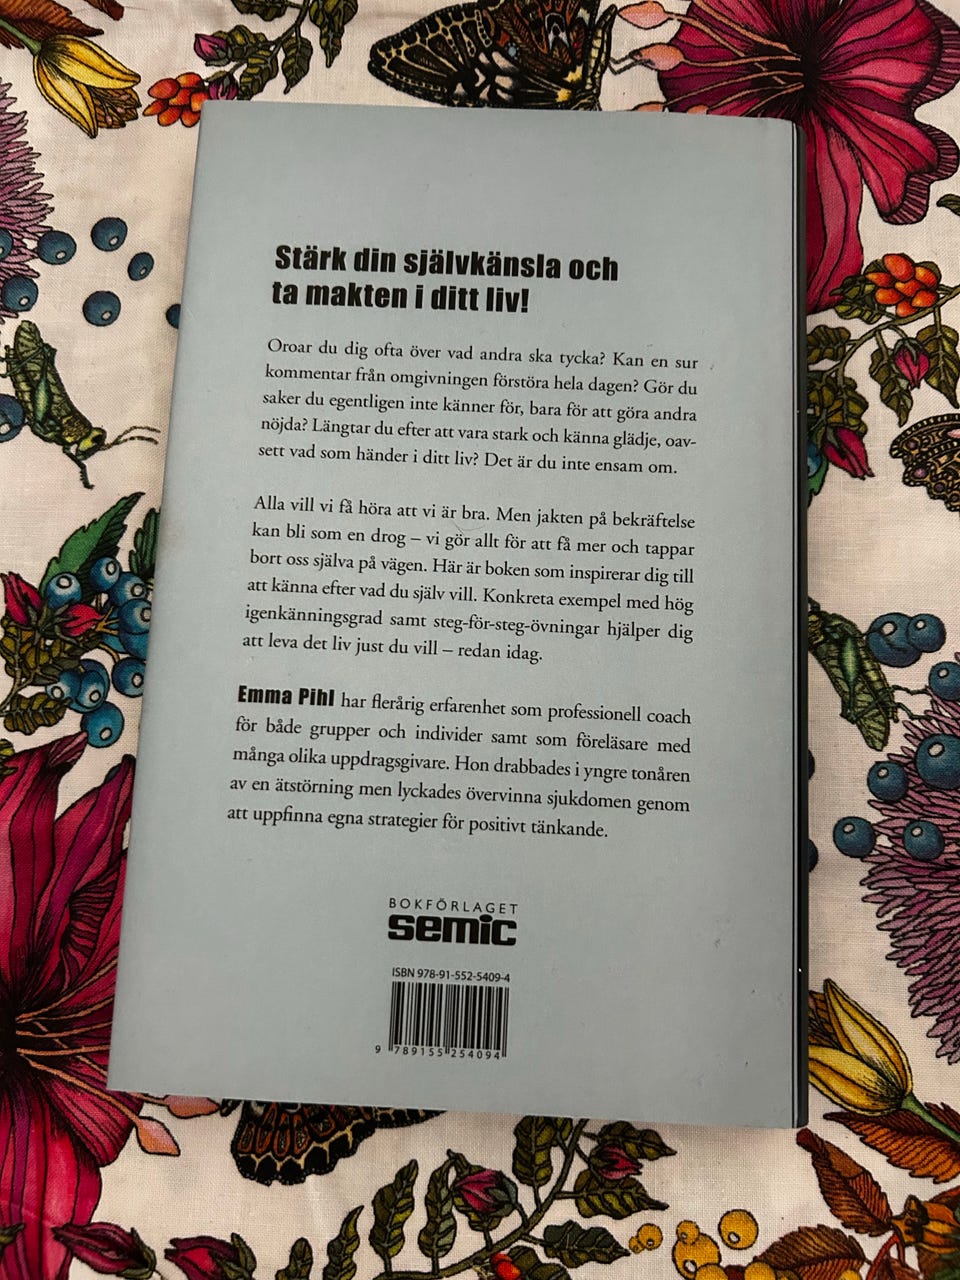 Stärk din självkänsla och
ta makten i ditt liv!
Oroar du dig ofta över vad andra ska tycka? Kan en sur
kommentar från omgivningen förstöra hela dagen? Gör du
saker du egentligen inte känner för, bara för att göra andra
nöjda? Längtar du efter att vara stark och känna glädje, oav-
sett vad som händer i ditt liv? Det är du inte ensam om.
Alla vill vi få höra att vi är bra. Men jakten på bekräftelse
kan bli som en drog – vi gör allt för att få mer och tappar
bort oss själva på vägen. Här är boken som inspirerar dig till
att känna efter vad du själv vill. Konkreta exempel med hög
igenkänningsgrad samt steg-för-steg-övningar hjälper dig
att leva det liv just du vill – redan idag.
Emma Pihl har flerårig erfarenhet som professionell coach
för både grupper och individer samt som föreläsare med
många olika uppdragsgivare. Hon drabbades i yngre tonåren
av en ätstörning men lyckades övervinna sjukdomen genom
att uppfinna egna strategier för positivt tänkande.
BOKFÖRLAGET
semic
ISBN 978-91-552-5409-4
9 789155 254094